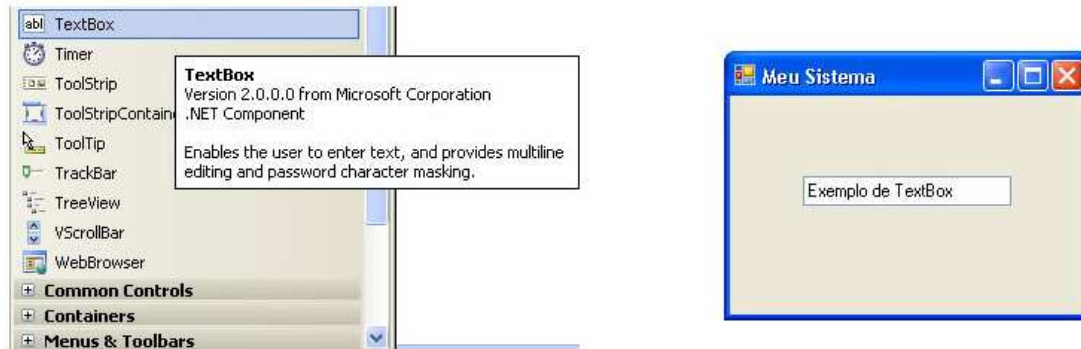 abl TextBox
Timer
ToolStrip
ToolStripContain
ToolTip
TrackBar
TreeView
VScrollBar
WebBrowser
Common Controls
Containers
Menus & Toolbars
TextBox
Version 2.0.0.0 from Microsoft Corporation
.NET Component
Enables the user to enter text, and provides multiline
editing and password character masking.
Meu Sistema
Exemplo de TextBox